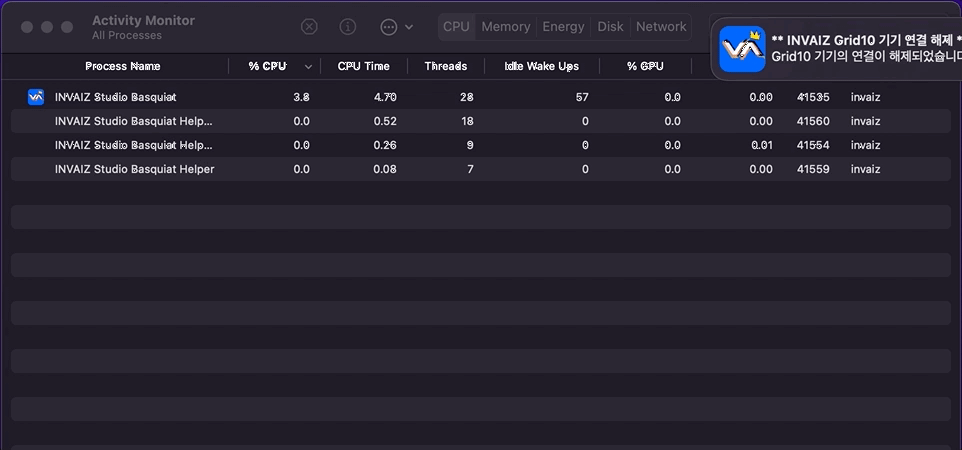 Activity Monitor
All Processes
CPU Memory Energy Disk Network
** INVAIZ Grid10 기기 연결 해제 *
Grid10 기기의 연결이 해제되었습니다
Process Name % CPU CPU Time Threads Idle Wake Ups % GPU
INVAIZ Studio Basquiat 3.8 4.70 28 57 0.0 0.00 41535 invaiz
INVAIZ Studio Basquiat Help... 0.0 0.52 18 0 0.0 0.00 41560 invaiz
INVAIZ Studio Basquiat Help... 0.0 0.26 9 0 0.0 0.01 41554 invaiz
INVAIZ Studio Basquiat Helper 0.0 0.08 7 0 0.0 0.00 41559 invaiz